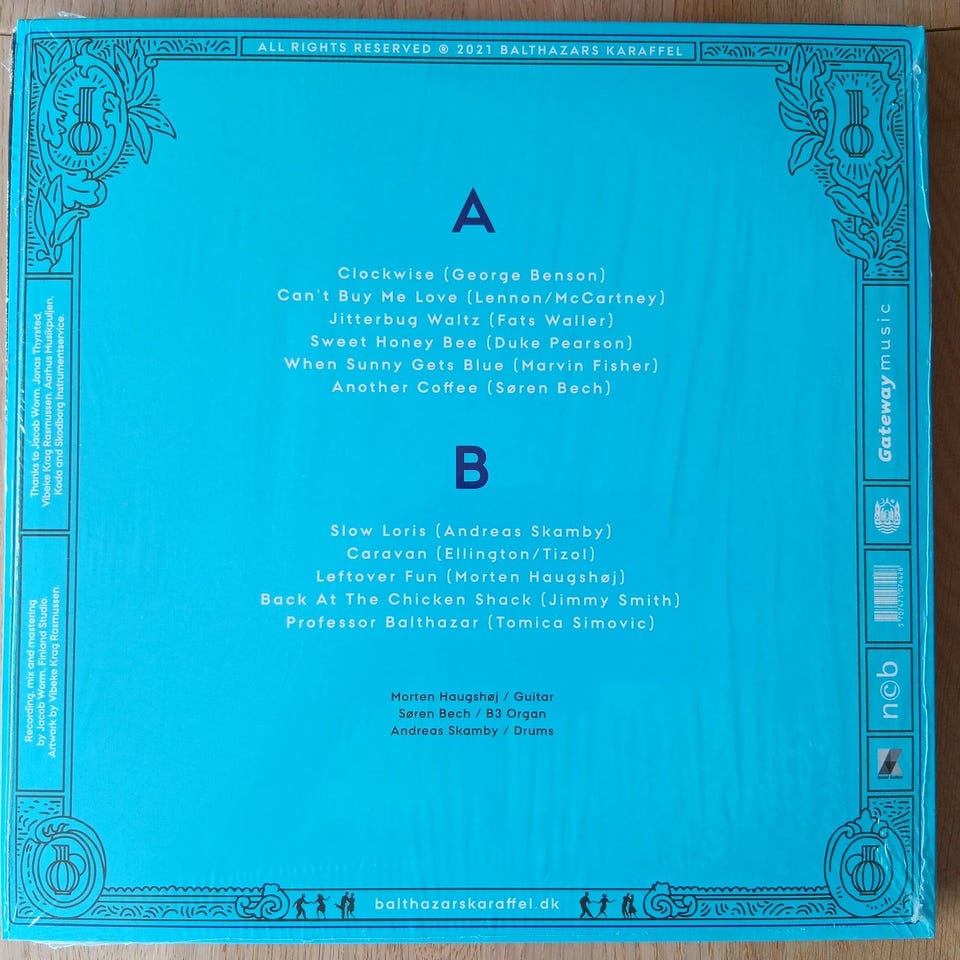 ALL RIGHTS RESERVED ® 2021 BALTHAZARS KARAFFEL
A
Clockwise (George Benson)
Can't Buy Me Love (Lennon/McCartney)
Jitterbug Waltz (Fats Waller)
Sweet Honey Bee (Duke Pearson)
When Sunny Gets Blue (Marvin Fisher)
Another Coffee (Søren Bech)
B
Slow Loris (Andreas Skamby)
Caravan (Ellington/Tizol)
Leftover Fun (Morten Haugshøj)
Back At The Chicken Shack (Jimmy Smith)
Professor Balthazar (Tomica Simovic)
Morten Haugshøj / Guitar
Søren Bech / B3 Organ
Andreas Skamby / Drums
Thanks to Jacob Worm, Jonas Thyrsted,
Vibeke Krag Rasmussen, Aarhus Musikpuljen,
Koda and Skodborg Instrumentservice.
Recording, mix and mastering
by Jacob Worm, Finland Studio.
Artwork by Vibeke Krag Rasmussen.
Gateway music
n©b
balthazarskaraffel.dk